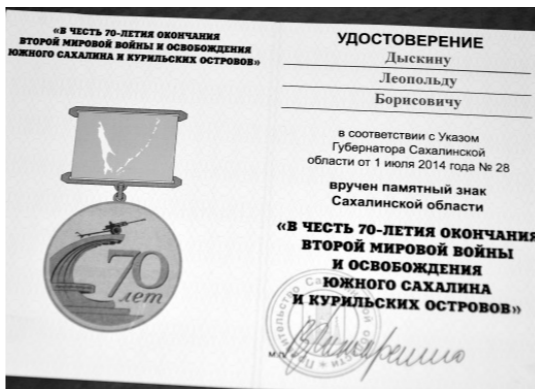 «В ЧЕСТЬ 70-ЛЕТИЯ ОКОНЧАНИЯ
ВТОРОЙ МИРОВОЙ ВОЙНЫ И ОСВОБОЖДЕНИЯ
ЮЖНОГО САХАЛИНА И КУРИЛЬСКИХ ОСТРОВОВ»
70
лет
УДОСТОВЕРЕНИЕ
Дыскину
Леопольду
Борисовичу
в соответствии с Указом
Губернатора Сахалинской
области от 1 июля 2014 года № 28
вручен памятный знак
Сахалинской области
«В ЧЕСТЬ 70-ЛЕТИЯ ОКОНЧАНИЯ
ВТОРОЙ МИРОВОЙ ВОЙНЫ
И ОСВОБОЖДЕНИЯ
ЮЖНОГО САХАЛИНА
И КУРИЛЬСКИХ ОСТРОВОВ»